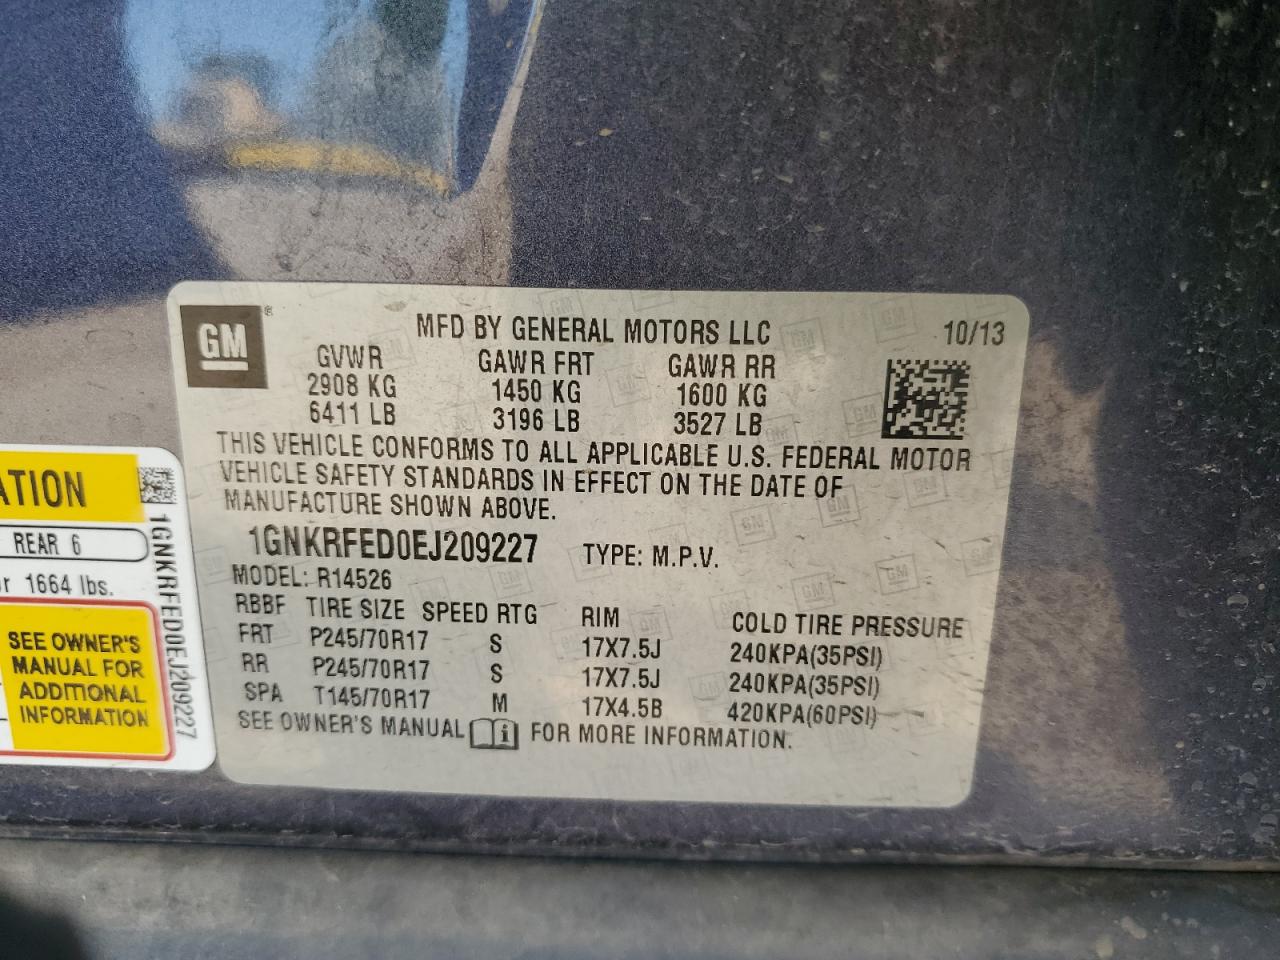 GM®
MFD BY GENERAL MOTORS LLC 10/13
GVWR GAWR FRT GAWR RR
2908 KG 1450 KG 1600 KG
6411 LB 3196 LB 3527 LB
THIS VEHICLE CONFORMS TO ALL APPLICABLE U.S. FEDERAL MOTOR
VEHICLE SAFETY STANDARDS IN EFFECT ON THE DATE OF
MANUFACTURE SHOWN ABOVE.
1GNKRFED0EJ209227 TYPE: M.P.V.
MODEL: R14526
RBBF TIRE SIZE SPEED RTG RIM COLD TIRE PRESSURE
FRT P245/70R17 S 17X7.5J 240KPA(35PSI)
RR P245/70R17 S 17X7.5J 240KPA(35PSI)
SPA T145/70R17 M 17X4.5B 420KPA(60PSI)
SEE OWNER'S MANUAL i FOR MORE INFORMATION.
ATION
REAR 6
or 1664 lbs.
SEE OWNER'S
MANUAL FOR
ADDITIONAL
INFORMATION
1GNKRFED0EJ209227